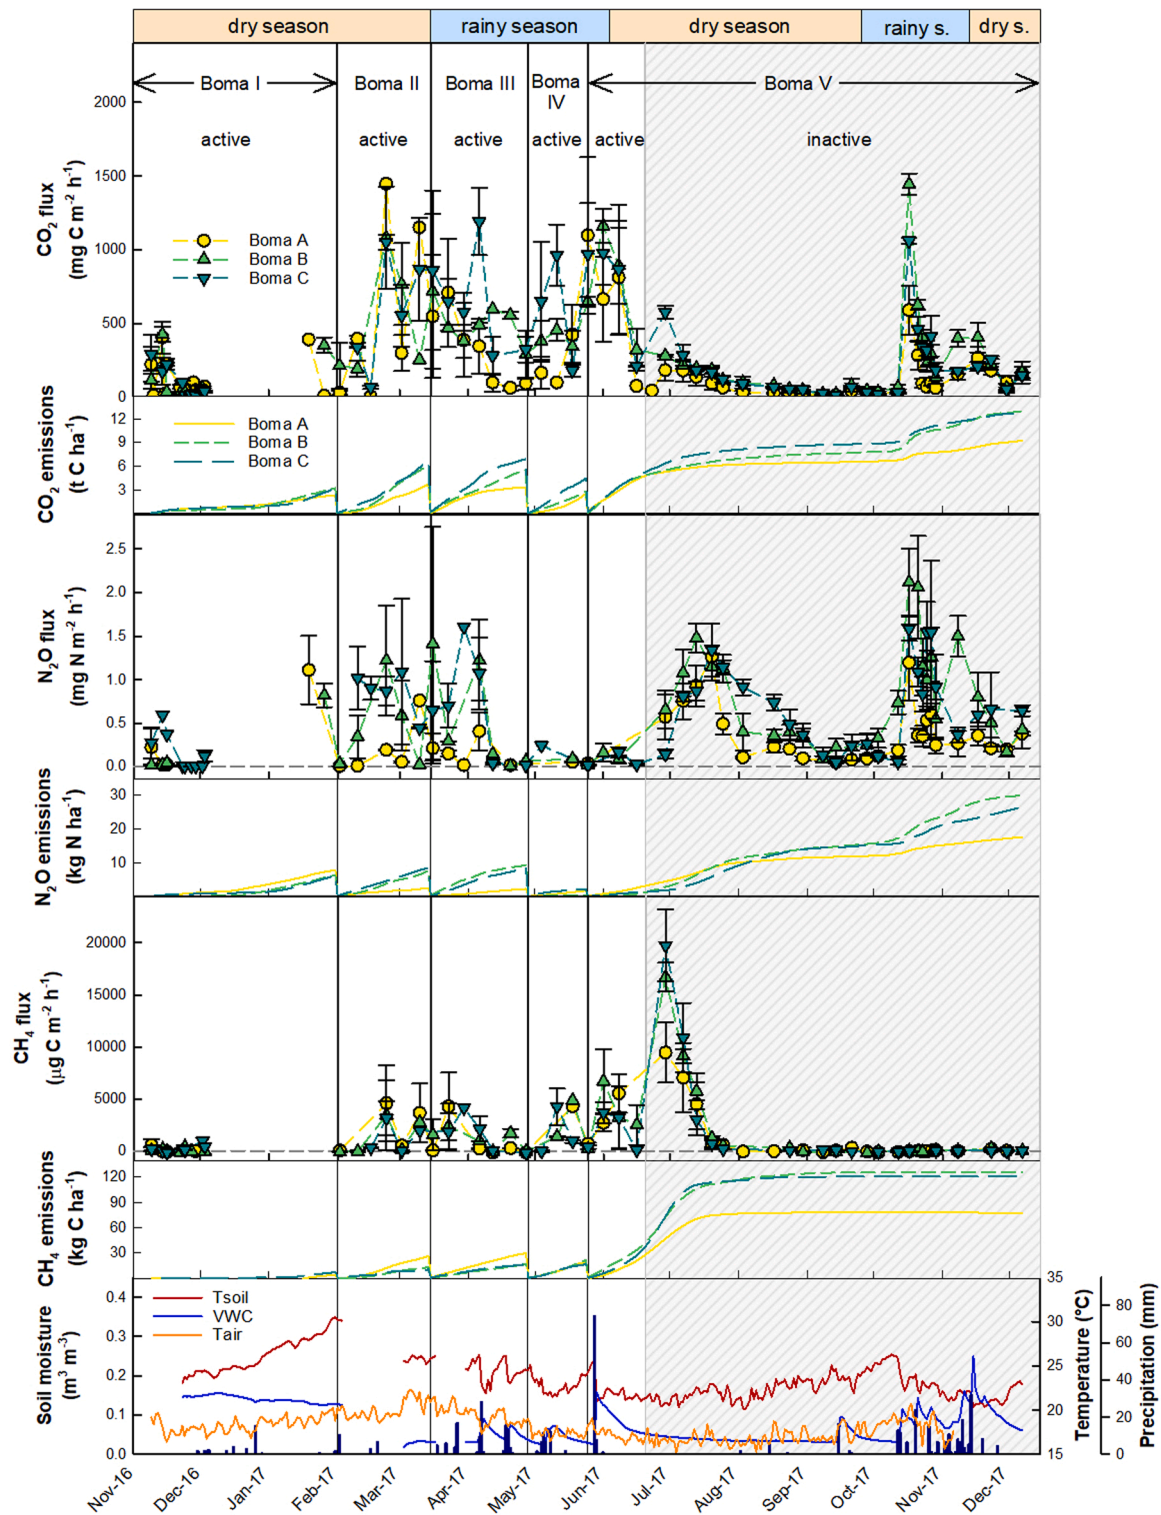 dry season rainy season dry season rainy s. dry s.
Boma I Boma II Boma III Boma IV Boma V
active active active active active inactive
CO2 flux
(mg C m-2 h-1)
2000
1500
1000
500
0
Boma A
Boma B
Boma C
CO2 emissions
(t C ha-1)
12
9
6
3
Boma A
Boma B
Boma C
N2O flux
(mg N m-2 h-1)
2.5
2.0
1.5
1.0
0.5
0.0
N2O emissions
(kg N ha-1)
30
20
10
CH4 flux
(µg C m-2 h-1)
20000
15000
10000
5000
0
CH4 emissions
(kg C ha-1)
120
90
60
30
Soil moisture
(m3 m-3)
0.4
0.3
0.2
0.1
0.0
Tsoil
VWC
Tair
35
30
25
20
15
Temperature (°C)
80
60
40
20
0
Precipitation (mm)
Nov-16 Dec-16 Jan-17 Feb-17 Mar-17 Apr-17 May-17 Jun-17 Jul-17 Aug-17 Sep-17 Oct-17 Nov-17 Dec-17